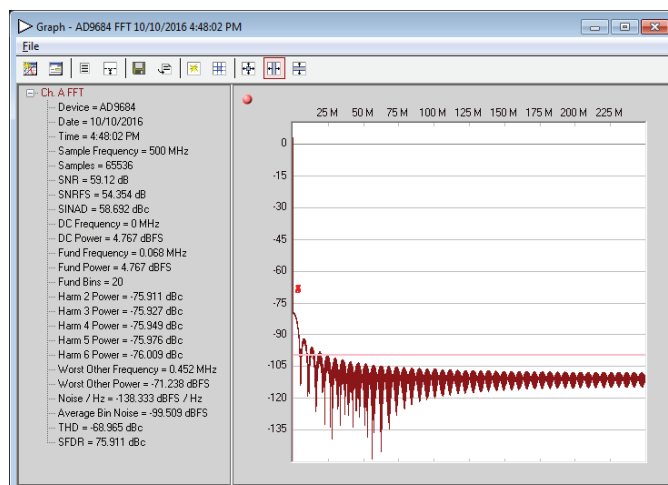 Graph - AD9684 FFT 10/10/2016 4:48:02 PM
File
Ch. A FFT
Device = AD9684
Date = 10/10/2016
Time = 4:48:02 PM
Sample Frequency = 500 MHz
Samples = 65536
SNR = 59.12 dB
SNRFS = 54.354 dB
SINAD = 58.692 dBc
DC Frequency = 0 MHz
DC Power = 4.767 dBFS
Fund Frequency = 0.068 MHz
Fund Power = 4.767 dBFS
Fund Bins = 20
Harm 2 Power = -75.911 dBc
Harm 3 Power = -75.927 dBc
Harm 4 Power = -75.949 dBc
Harm 5 Power = -75.976 dBc
Harm 6 Power = -76.009 dBc
Worst Other Frequency = 0.452 MHz
Worst Other Power = -71.238 dBFS
Noise / Hz = -138.333 dBFS / Hz
Average Bin Noise = -99.509 dBFS
THD = -68.965 dBc
SFDR = 75.911 dBc
25 M 50 M 75 M 100 M 125 M 150 M 175 M 200 M 225 M
0
-15
-30
-45
-60
-75
-90
-105
-120
-135